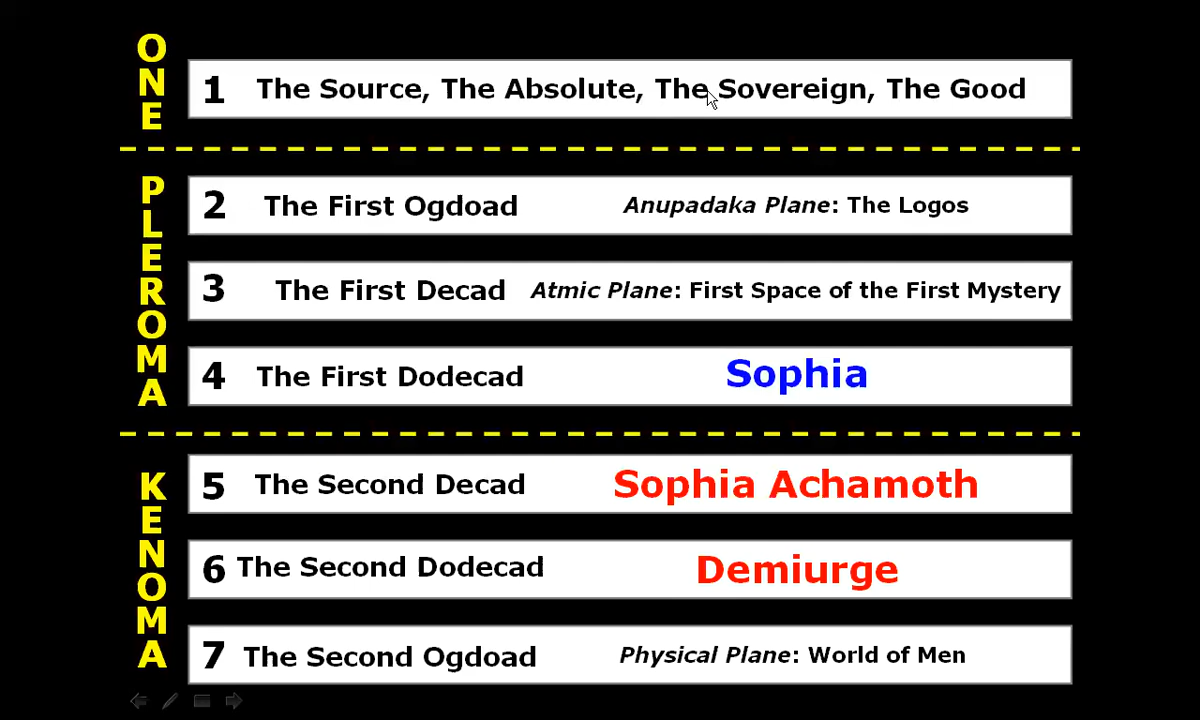 ONE
1 The Source, The Absolute, The Sovereign, The Good
PLEROMA
2 The First Ogdoad Anupadaka Plane: The Logos
3 The First Decad Atmic Plane: First Space of the First Mystery
4 The First Dodecad Sophia
KENOMA
5 The Second Decad Sophia Achamoth
6 The Second Dodecad Demiurge
7 The Second Ogdoad Physical Plane: World of Men